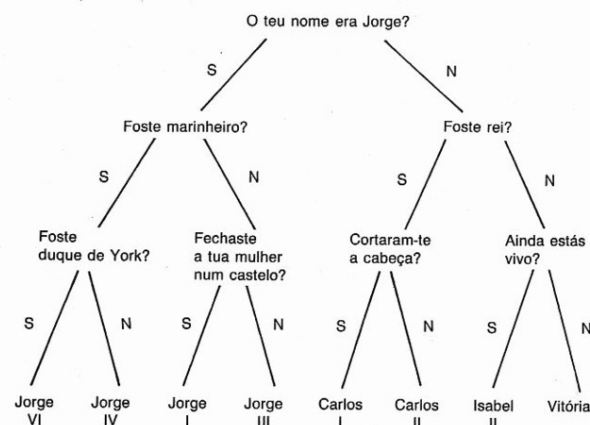 O teu nome era Jorge?
S
N
Foste marinheiro?
Foste rei?
S
N
S
N
Foste
duque de York?
Fechaste
a tua mulher
num castelo?
Cortaram-te
a cabeça?
Ainda estás
vivo?
S
N
S
N
S
N
S
N
Jorge
VI
Jorge
IV
Jorge
I
Jorge
III
Carlos
I
Carlos
II
Isabel
II
Vitória